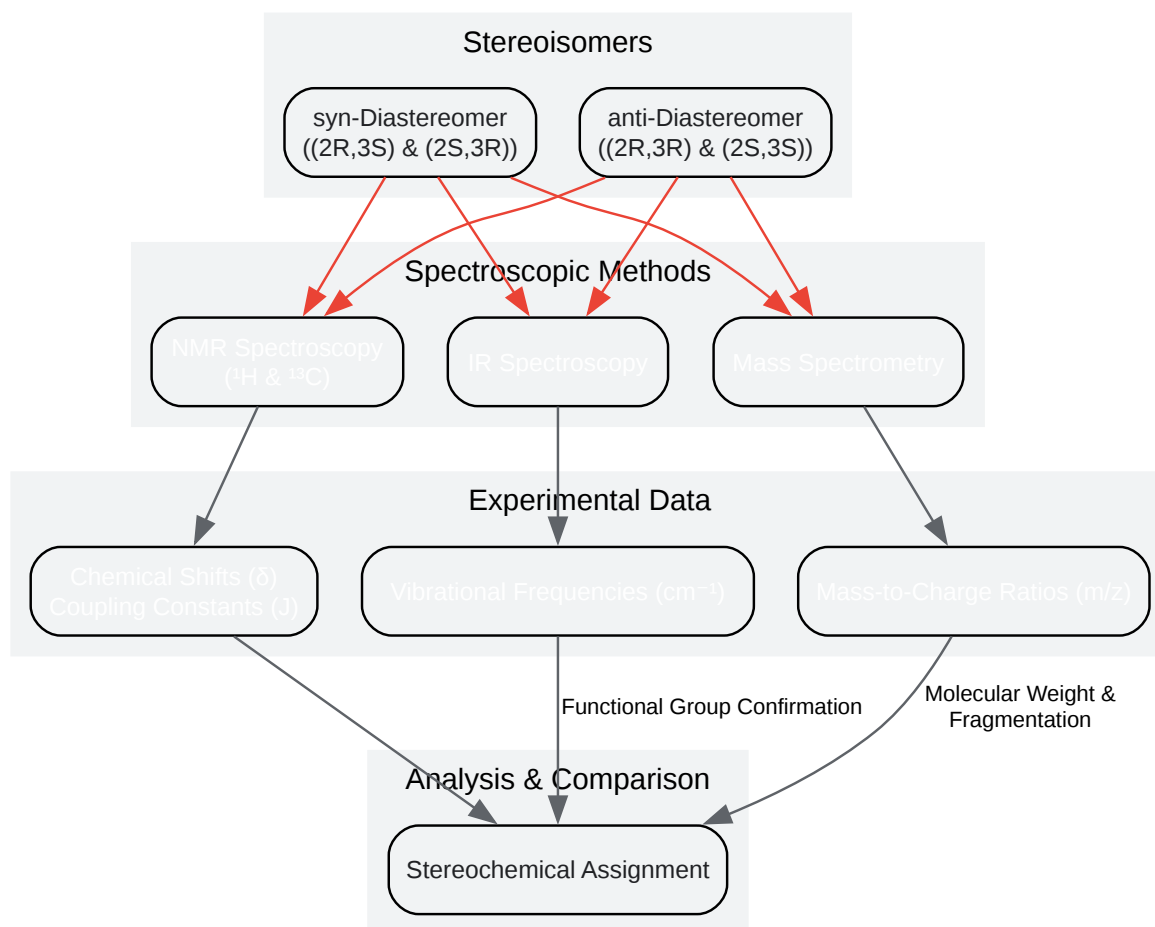 Stereoisomers
syn-Diastereomer
((2R,3S) & (2S,3R))
anti-Diastereomer
((2R,3R) & (2S,3S))
Spectroscopic Methods
NMR Spectroscopy
(¹H & ¹³C)
IR Spectroscopy
Mass Spectrometry
Experimental Data
Chemical Shifts (δ)
Coupling Constants (J)
Vibrational Frequencies (cm⁻¹)
Mass-to-Charge Ratios (m/z)
Functional Group Confirmation
Molecular Weight &
Fragmentation
Analysis & Comparison
Stereochemical Assignment